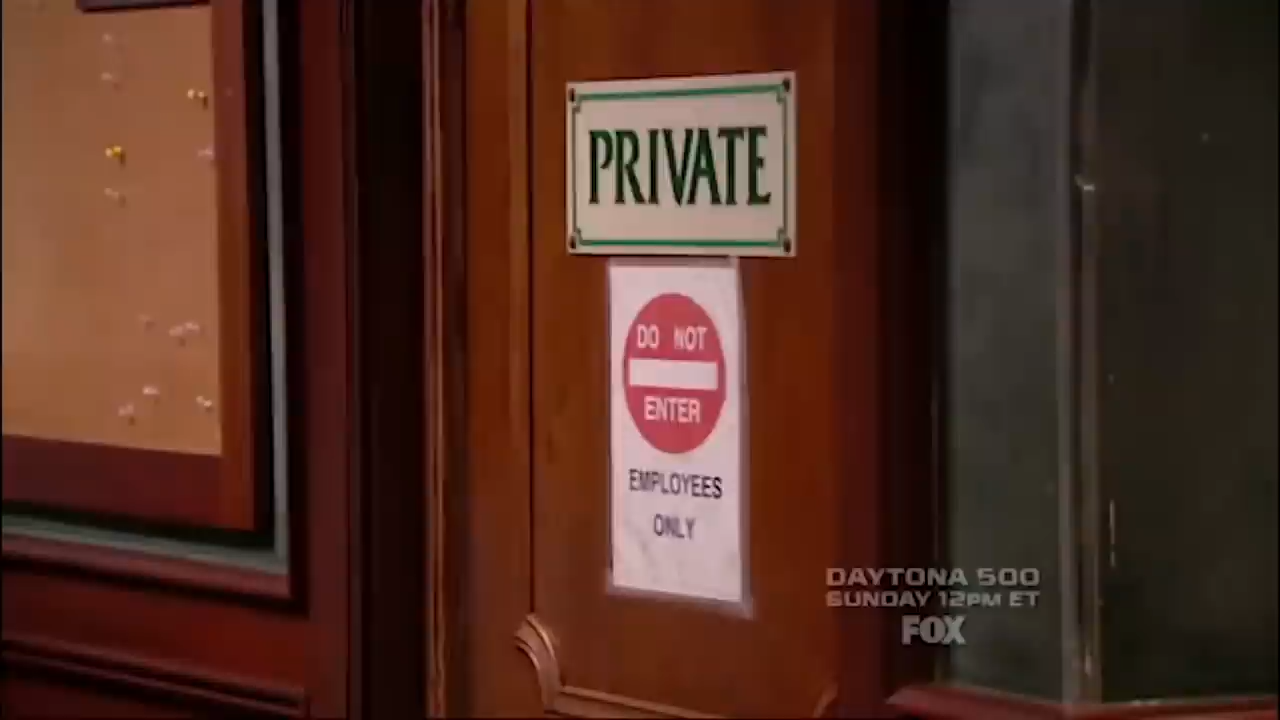 PRIVATE
DO NOT
ENTER
EMPLOYEES
ONLY
DAYTONA 500
SUNDAY 12PM ET
FOX